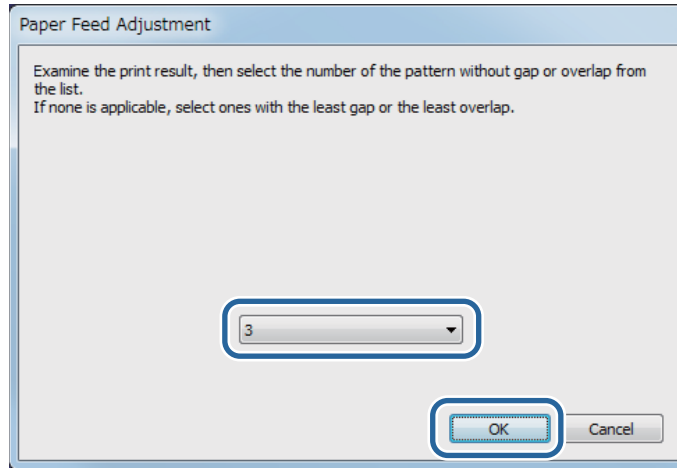 Paper Feed Adjustment
Examine the print result, then select the number of the pattern without gap or overlap from
the list.
If none is applicable, select ones with the least gap or the least overlap.
3
OK Cancel